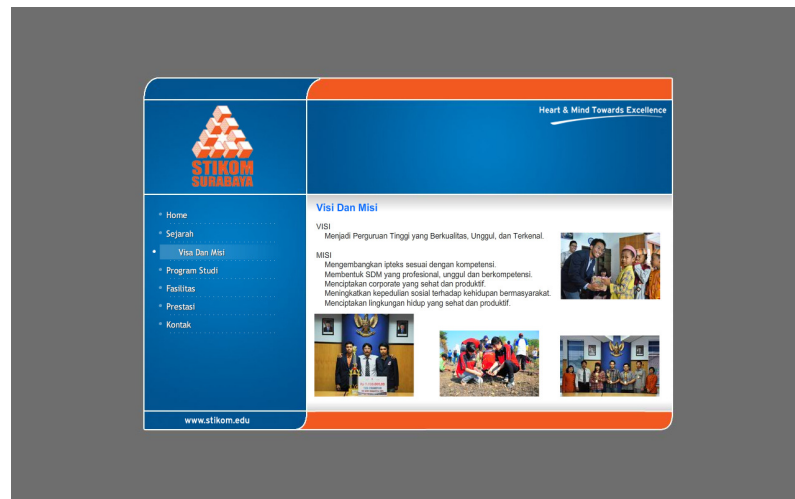 Heart & Mind Towards Excellence
STIKOM
SURABAYA
Home
Sejarah
Visa Dan Misi
Program Studi
Fasilitas
Prestasi
Kontak
Visi Dan Misi
VISI
Menjadi Perguruan Tinggi yang Berkualitas, Unggul, dan Terkenal.
MISI
Mengembangkan ipteks sesuai dengan kompetensi.
Membentuk SDM yang profesional, unggul dan berkompetensi.
Menciptakan corporate yang sehat dan produktif.
Meningkatkan kepedulian sosial terhadap kehidupan bermasyarakat.
Menciptakan lingkungan hidup yang sehat dan produktif.
www.stikom.edu